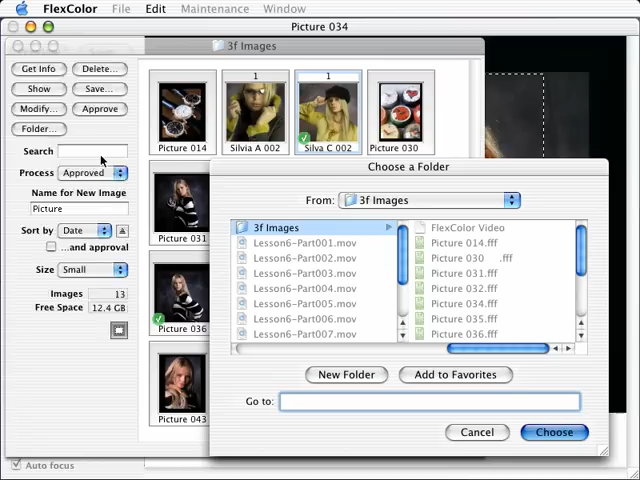 FlexColor File Edit Maintenance Window
Picture 034
3f Images
Get Info Delete...
Show Save...
Modify... Approve
Folder...
Search
Process Approved
Name for New Image
Picture
Sort by Date
...and approval
Size Small
Images 13
Free Space 12.4 GB
Auto focus
1 1
Picture 014 Silvia A 002 Silva C 002 Picture 030
Picture 031
Picture 036
Picture 043
Choose a Folder
From: 3f Images
3f Images
Lesson6-Part001.mov
Lesson6-Part002.mov
Lesson6-Part003.mov
Lesson6-Part004.mov
Lesson6-Part005.mov
Lesson6-Part006.mov
Lesson6-Part007.mov
FlexColor Video
Picture 014.fff
Picture 030 .fff
Picture 031.fff
Picture 032.fff
Picture 034.fff
Picture 035.fff
Picture 036.fff
New Folder Add to Favorites
Go to:
Cancel Choose